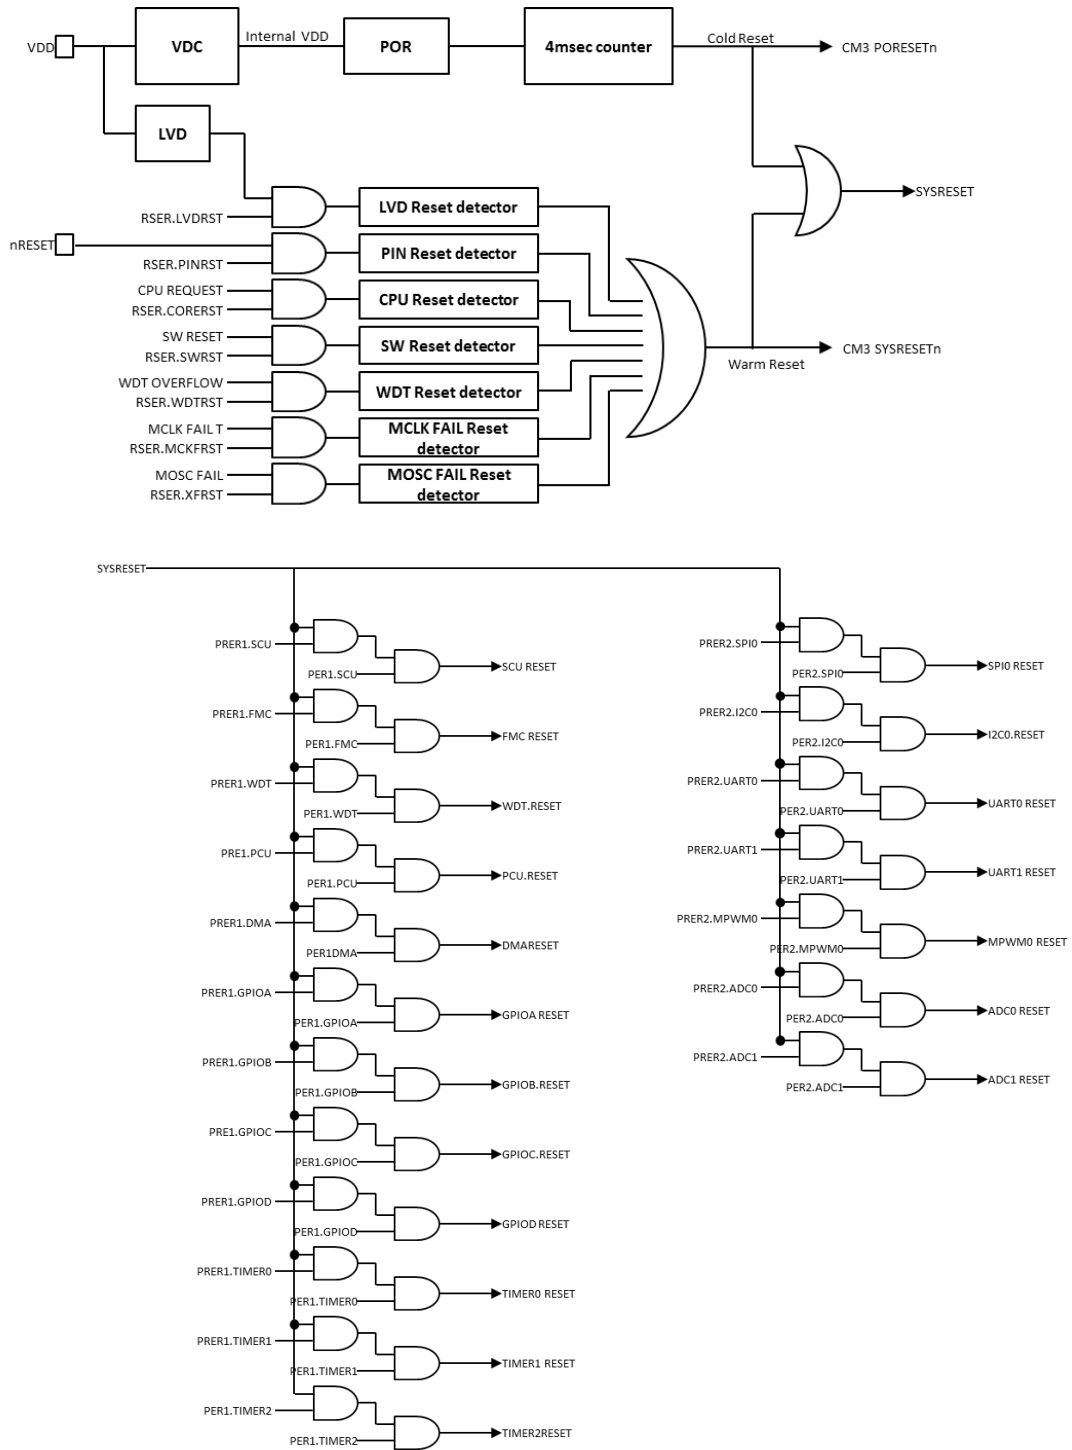 VDD
VDC
Internal VDD
POR
4msec counter
Cold Reset
CM3 PORESETn
LVD
SYSRESET
RSER.LVDRST
LVD Reset detector
nRESET
RSER.PINRST
PIN Reset detector
CPU REQUEST
RSER.CORERST
CPU Reset detector
SW RESET
RSER.SWRST
SW Reset detector
CM3 SYSRESETn
Warm Reset
WDT OVERFLOW
RSER.WDTRST
WDT Reset detector
MCLK FAIL T
RSER.MCKFRST
MCLK FAIL Reset
detector
MOSC FAIL
RSER.XFRST
MOSC FAIL Reset
detector
SYSRESET
PRER1.SCU
PER1.SCU
SCU RESET
PRER1.FMC
PER1.FMC
FMC RESET
PRER1.WDT
PER1.WDT
WDT.RESET
PRE1.PCU
PER1.PCU
PCU.RESET
PRER1.DMA
PER1DMA
DMARESET
PRER1.GPIOA
PER1.GPIOA
GPIOA RESET
PRER1.GPIOB
PER1.GPIOB
GPIOB.RESET
PRE1.GPIOC
PER1.GPIOC
GPIOC.RESET
PRER1.GPIOD
PER1.GPIOD
GPIOD RESET
PRER1.TIMER0
PER1.TIMER0
TIMER0 RESET
PRER1.TIMER1
PER1.TIMER1
TIMER1 RESET
PER1.TIMER2
PER1.TIMER2
TIMER2RESET
PRER2.SPI0
PER2.SPI0
SPI0 RESET
PRER2.I2C0
PER2.I2C0
I2C0.RESET
PRER2.UART0
PER2.UART0
UART0 RESET
PRER2.UART1
PER2.UART1
UART1 RESET
PRER2.MPWM0
PER2.MPWM0
MPWM0 RESET
PRER2.ADC0
PER2.ADC0
ADC0 RESET
PRER2.ADC1
PER2.ADC1
ADC1 RESET